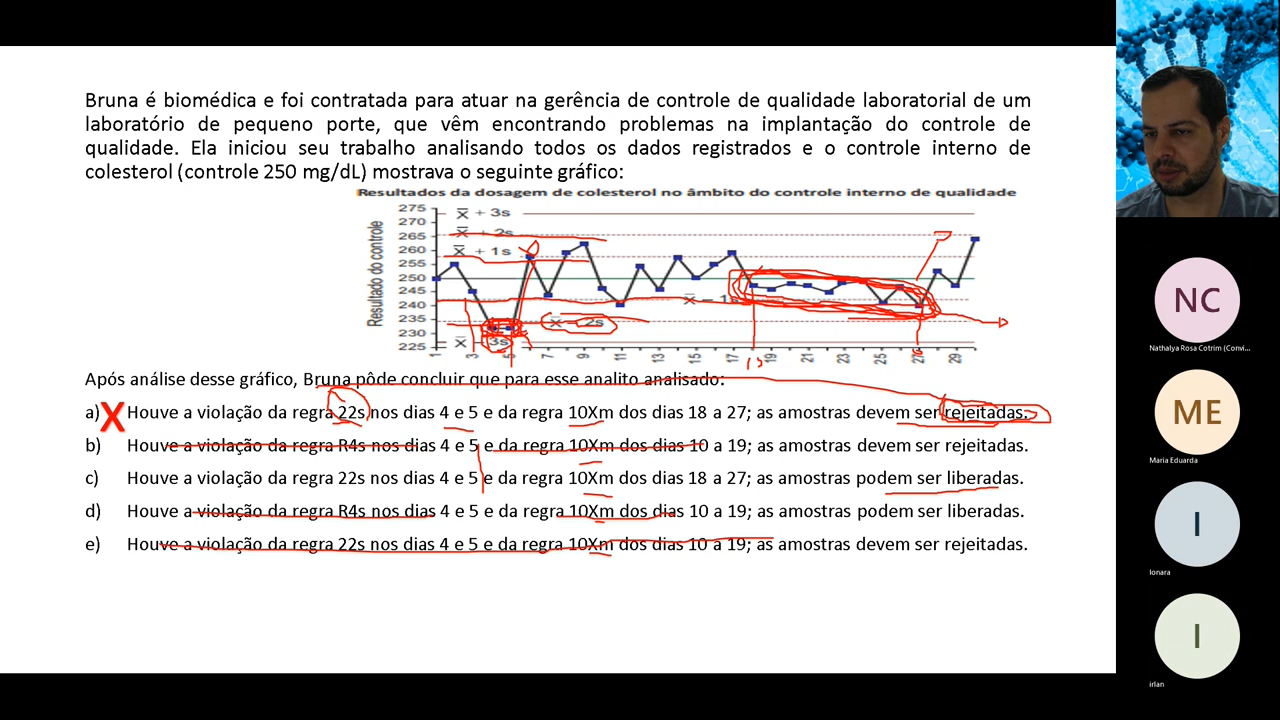 Bruna é biomédica e foi contratada para atuar na gerência de controle de qualidade laboratorial de um
laboratório de pequeno porte, que vêm encontrando problemas na implantação do controle de
qualidade. Ela iniciou seu trabalho analisando todos os dados registrados e o controle interno de
colesterol (controle 250 mg/dL) mostrava o seguinte gráfico:
Resultados da dosagem de colesterol no âmbito do controle interno de qualidade
Resultado do controle
275
270
265
260
255
250
245
240
235
230
225
X + 3s
X + 2s
X + 1s
X - 1s
X - 2s
X - 3s
1 3 5 7 9 11 13 15 17 19 21 23 25 27 29
Após análise desse gráfico, Bruna pôde concluir que para esse analito analisado:
a) X Houve a violação da regra 22s nos dias 4 e 5 e da regra 10Xm dos dias 18 a 27; as amostras devem ser rejeitadas.
b) Houve a violação da regra R4s nos dias 4 e 5 e da regra 10Xm dos dias 10 a 19; as amostras devem ser rejeitadas.
c) Houve a violação da regra 22s nos dias 4 e 5 e da regra 10Xm dos dias 18 a 27; as amostras podem ser liberadas.
d) Houve a violação da regra R4s nos dias 4 e 5 e da regra 10Xm dos dias 10 a 19; as amostras podem ser liberadas.
e) Houve a violação da regra 22s nos dias 4 e 5 e da regra 10Xm dos dias 10 a 19; as amostras devem ser rejeitadas.
NC
Nathalya Rosa Cotrim (Convi...
ME
Maria Eduarda
I
Ionara
I
irlan